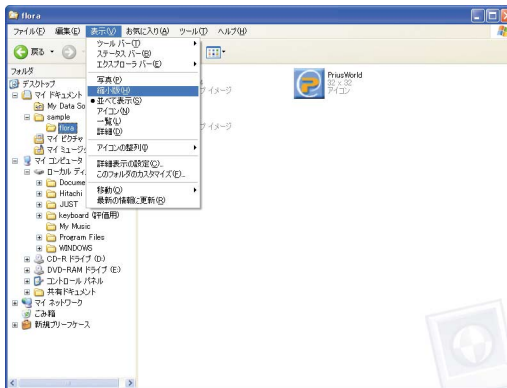 flora
ファイル(F) 編集(E) 表示(V) お気に入り(A) ツール(T) ヘルプ(H)
戻る
ツール バー(T)
ステータス バー(B)
エクスプローラ バー(E)
写真(P)
縮小版(H)
並べて表示(S)
アイコン(N)
一覧(L)
詳細(D)
アイコンの整列(I)
詳細表示の設定(C)...
このフォルダのカスタマイズ(F)...
移動(O)
最新の情報に更新(R)
フォルダ
デスクトップ
マイ ドキュメント
My Data So
sample
flora
マイ ピクチャ
マイ ミュージ
マイ コンピュータ
ローカル ディ
Docume
Hitachi
JUST
keyboard (評価用)
My Music
Program Files
WINDOWS
CD-R ドライブ (D)
DVD-RAM ドライブ (E)
コントロール パネル
共有ドキュメント
マイ ネットワーク
ごみ箱
新規ブリーフケース
プ イメージ
プ イメージ
PriusWorld
32 x 32
アイコン